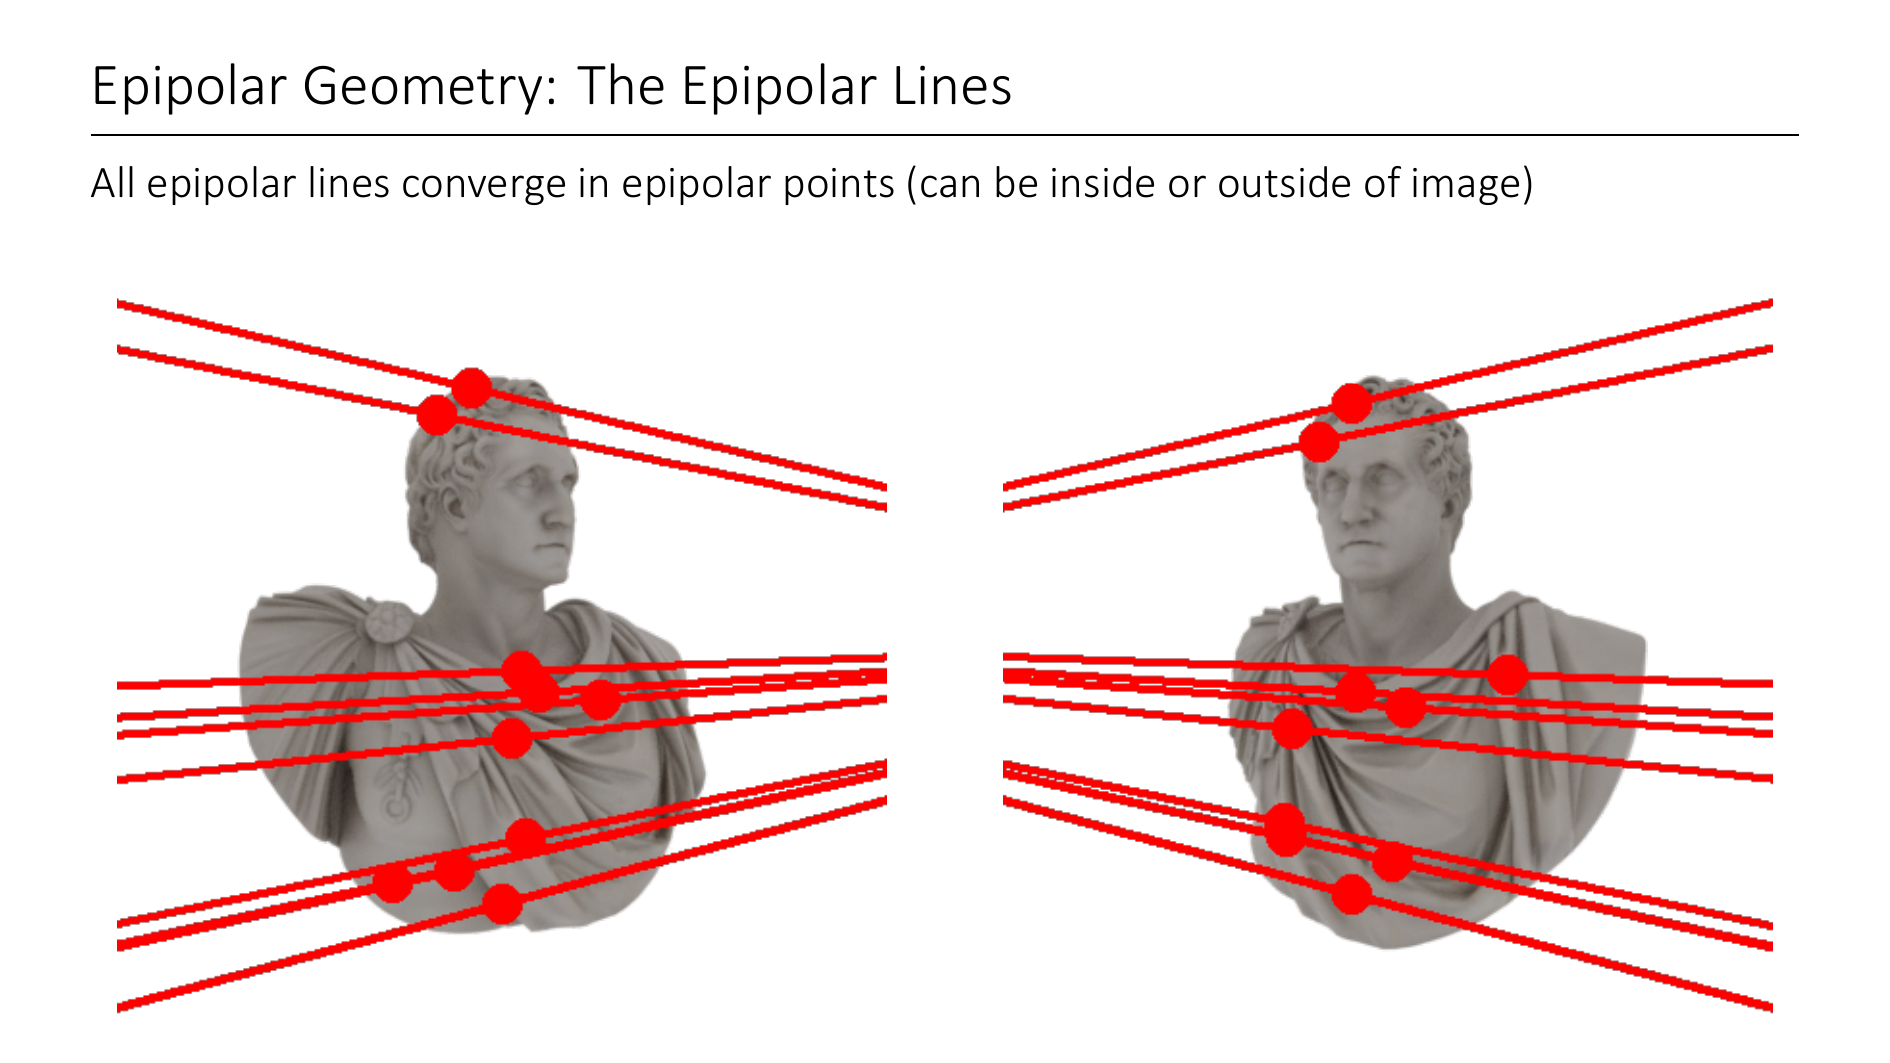 Epipolar Geometry: The Epipolar Lines
All epipolar lines converge in epipolar points (can be inside or outside of image)